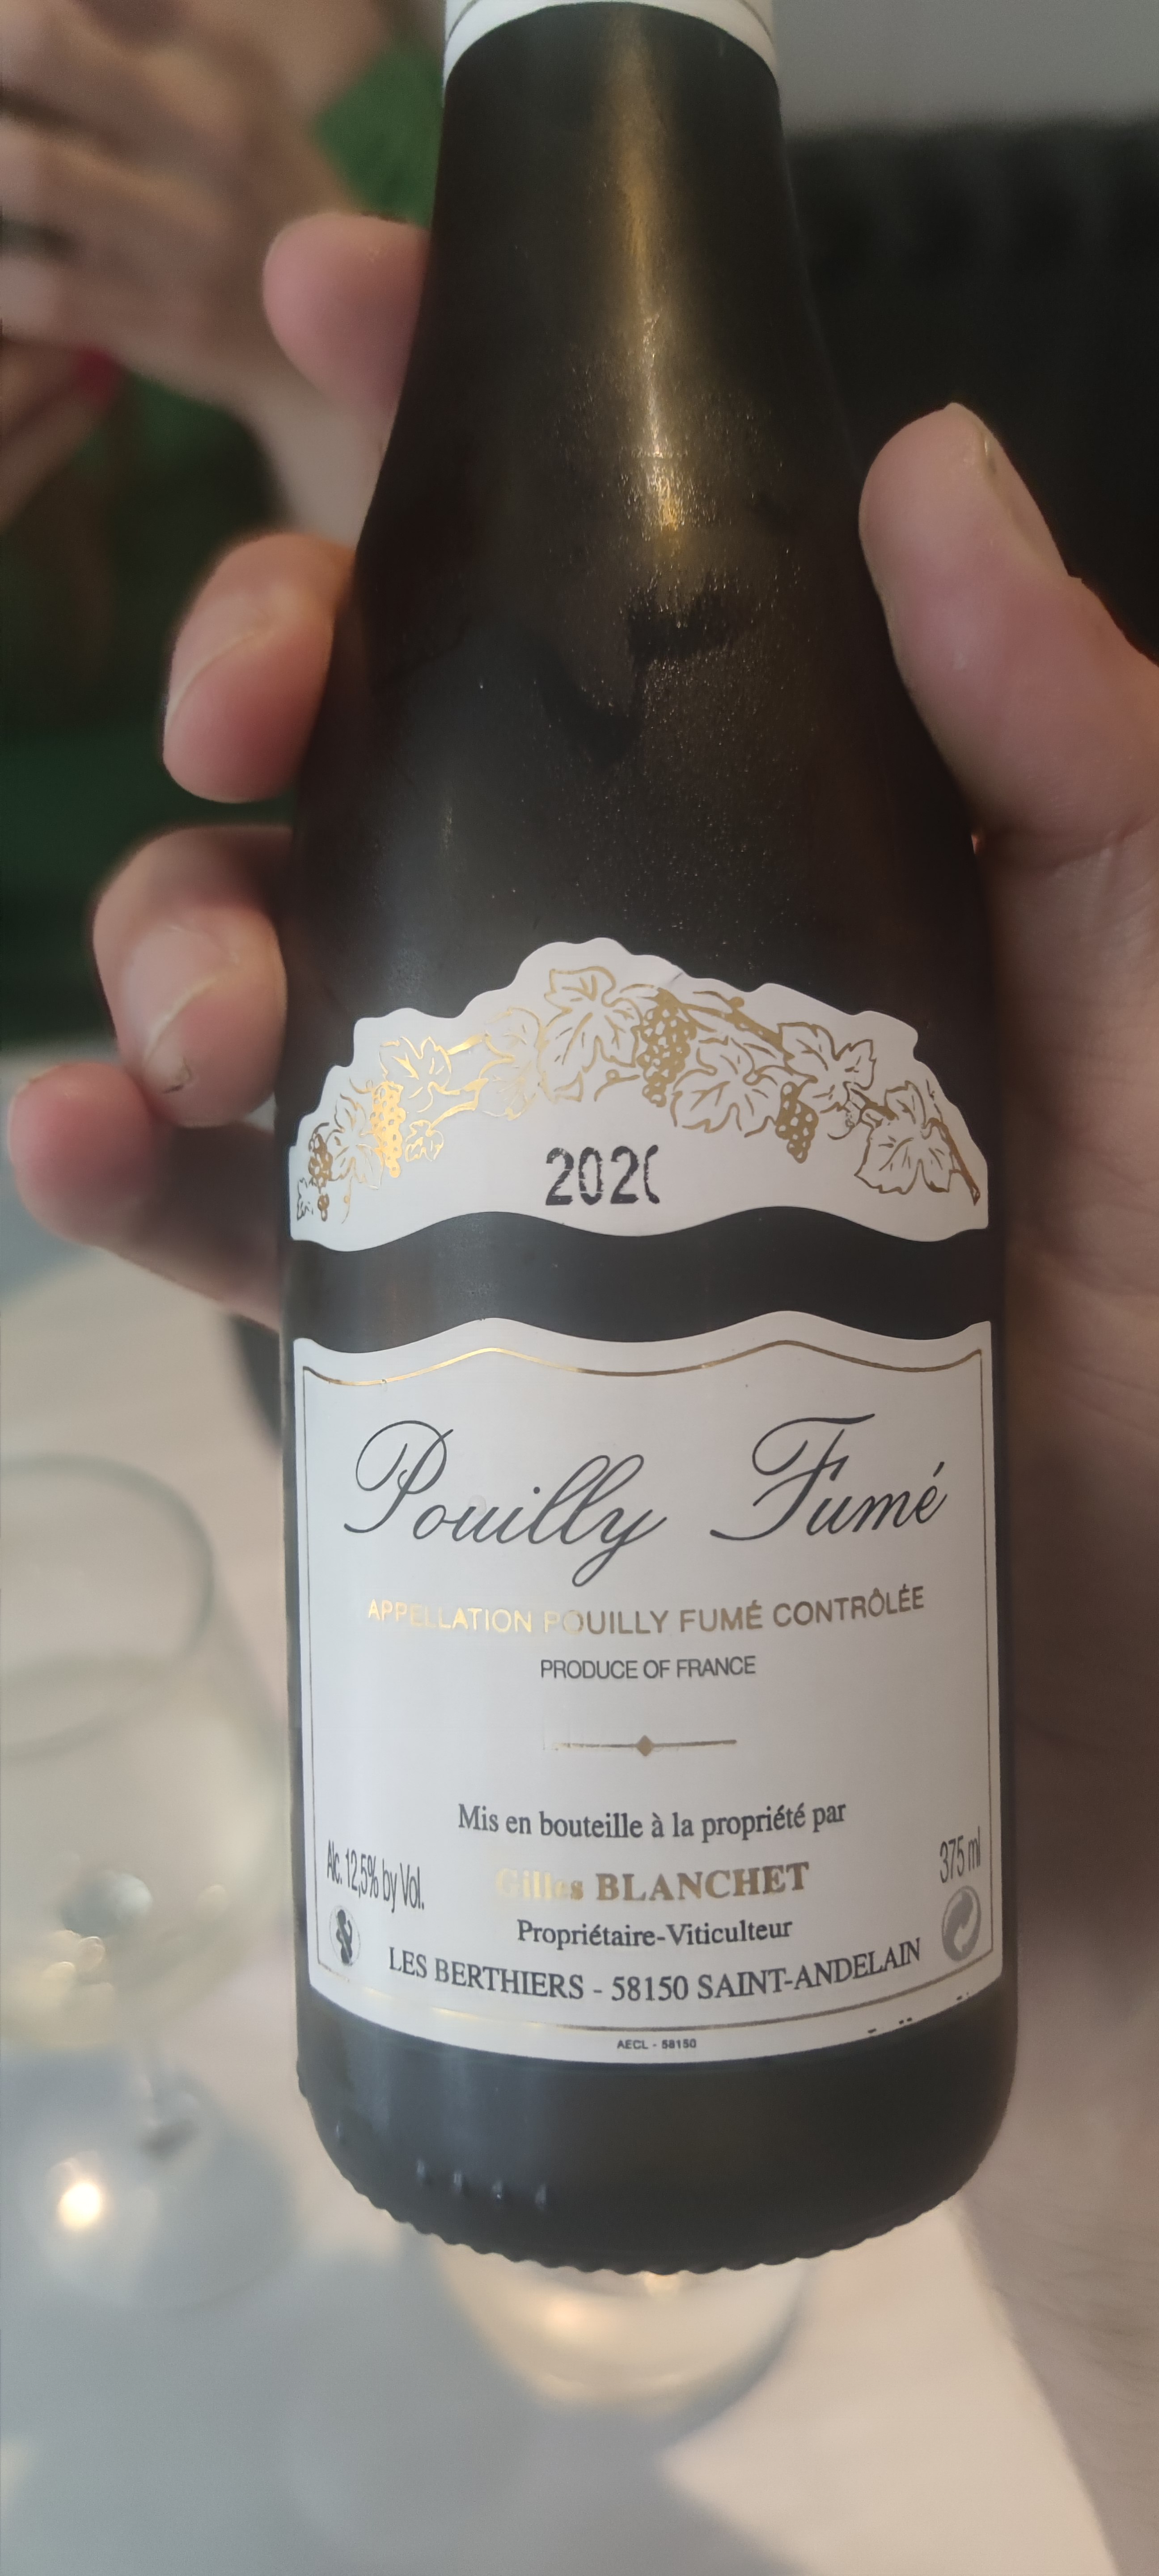 2020
Pouilly Fumé
APPELLATION POUILLY FUMÉ CONTRÔLÉE
PRODUCE OF FRANCE
Mis en bouteille à la propriété par
Alc. 12,5% by Vol.
Gilles BLANCHET
375 ml
Propriétaire-Viticulteur
LES BERTHIERS - 58150 SAINT-ANDELAIN
AECL - 58150